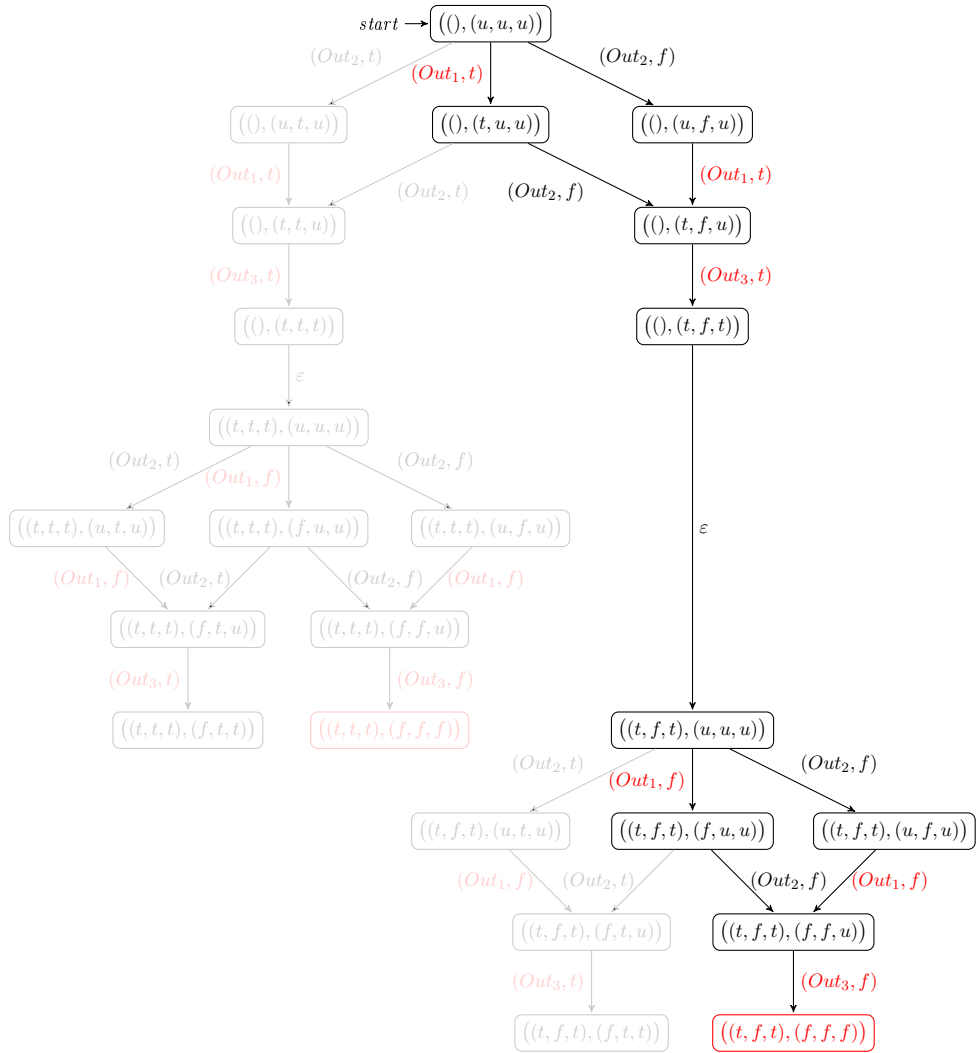 start ((), (u, u, u))
(Out₂, t) (Out₁, t) (Out₂, f)
((), (u, t, u)) ((), (t, u, u)) ((), (u, f, u))
(Out₁, t) (Out₂, t) (Out₂, f) (Out₁, t)
((), (t, t, u)) ((), (t, f, u))
(Out₃, t) (Out₃, t)
((), (t, t, t)) ((), (t, f, t))
ε
((t, t, t), (u, u, u))
(Out₂, t) (Out₁, f) (Out₂, f)
((t, t, t), (u, t, u)) ((t, t, t), (f, u, u)) ((t, t, t), (u, f, u)) ε
(Out₁, f) (Out₂, t) (Out₂, f) (Out₁, f)
((t, t, t), (f, t, u)) ((t, t, t), (f, f, u))
(Out₃, t) (Out₃, f)
((t, t, t), (f, t, t)) ((t, t, t), (f, f, f)) ((t, f, t), (u, u, u))
(Out₂, t) (Out₁, f) (Out₂, f)
((t, f, t), (u, t, u)) ((t, f, t), (f, u, u)) ((t, f, t), (u, f, u))
(Out₁, f) (Out₂, t) (Out₂, f) (Out₁, f)
((t, f, t), (f, t, u)) ((t, f, t), (f, f, u))
(Out₃, t) (Out₃, f)
((t, f, t), (f, t, t)) ((t, f, t), (f, f, f))